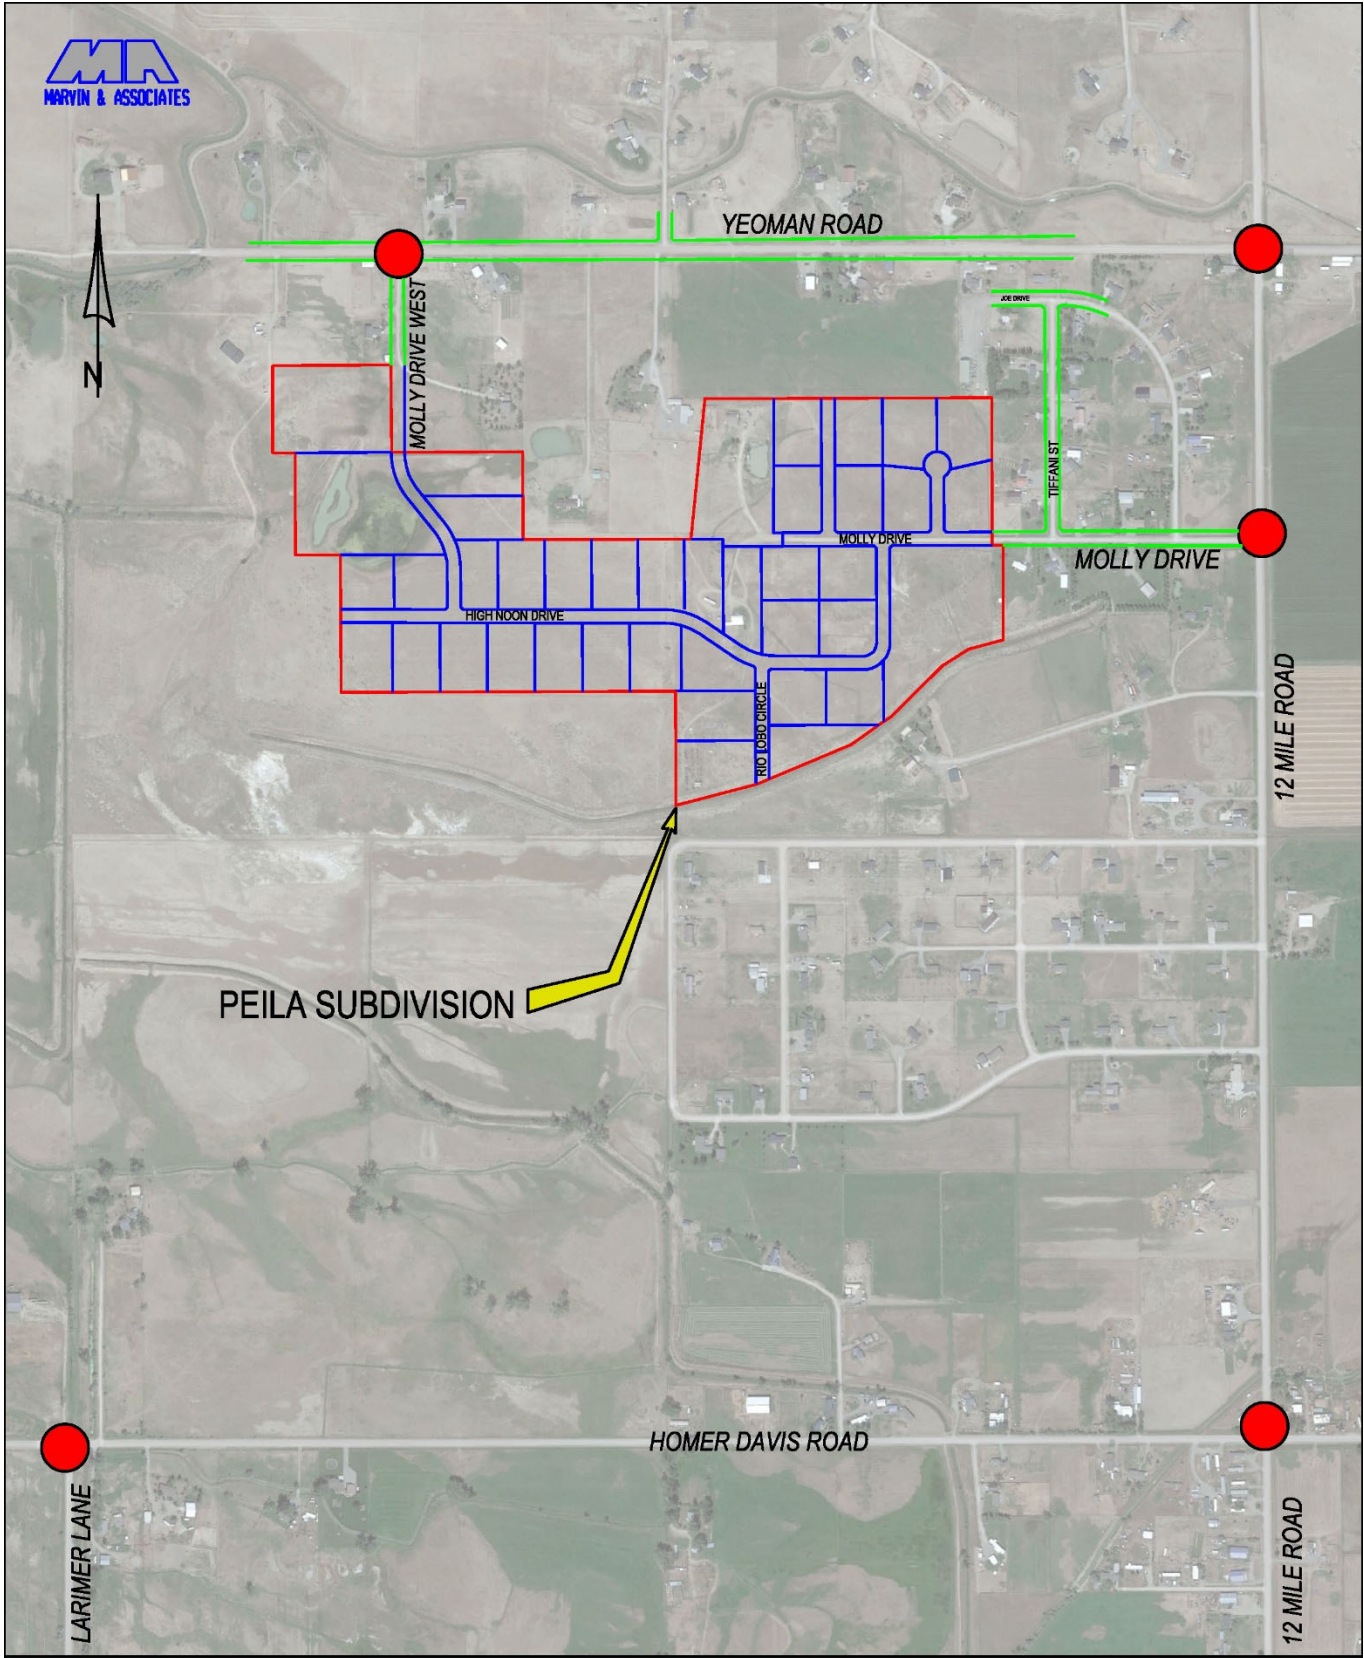 MARVIN & ASSOCIATES
YEOMAN ROAD
N
MOLLY DRIVE WEST
JOE DRIVE
TIFFANI ST
MOLLY DRIVE
MOLLY DRIVE
HIGH NOON DRIVE
RIO LOBO CIRCLE
12 MILE ROAD
PEILA SUBDIVISION
HOMER DAVIS ROAD
LARIMER LANE
12 MILE ROAD